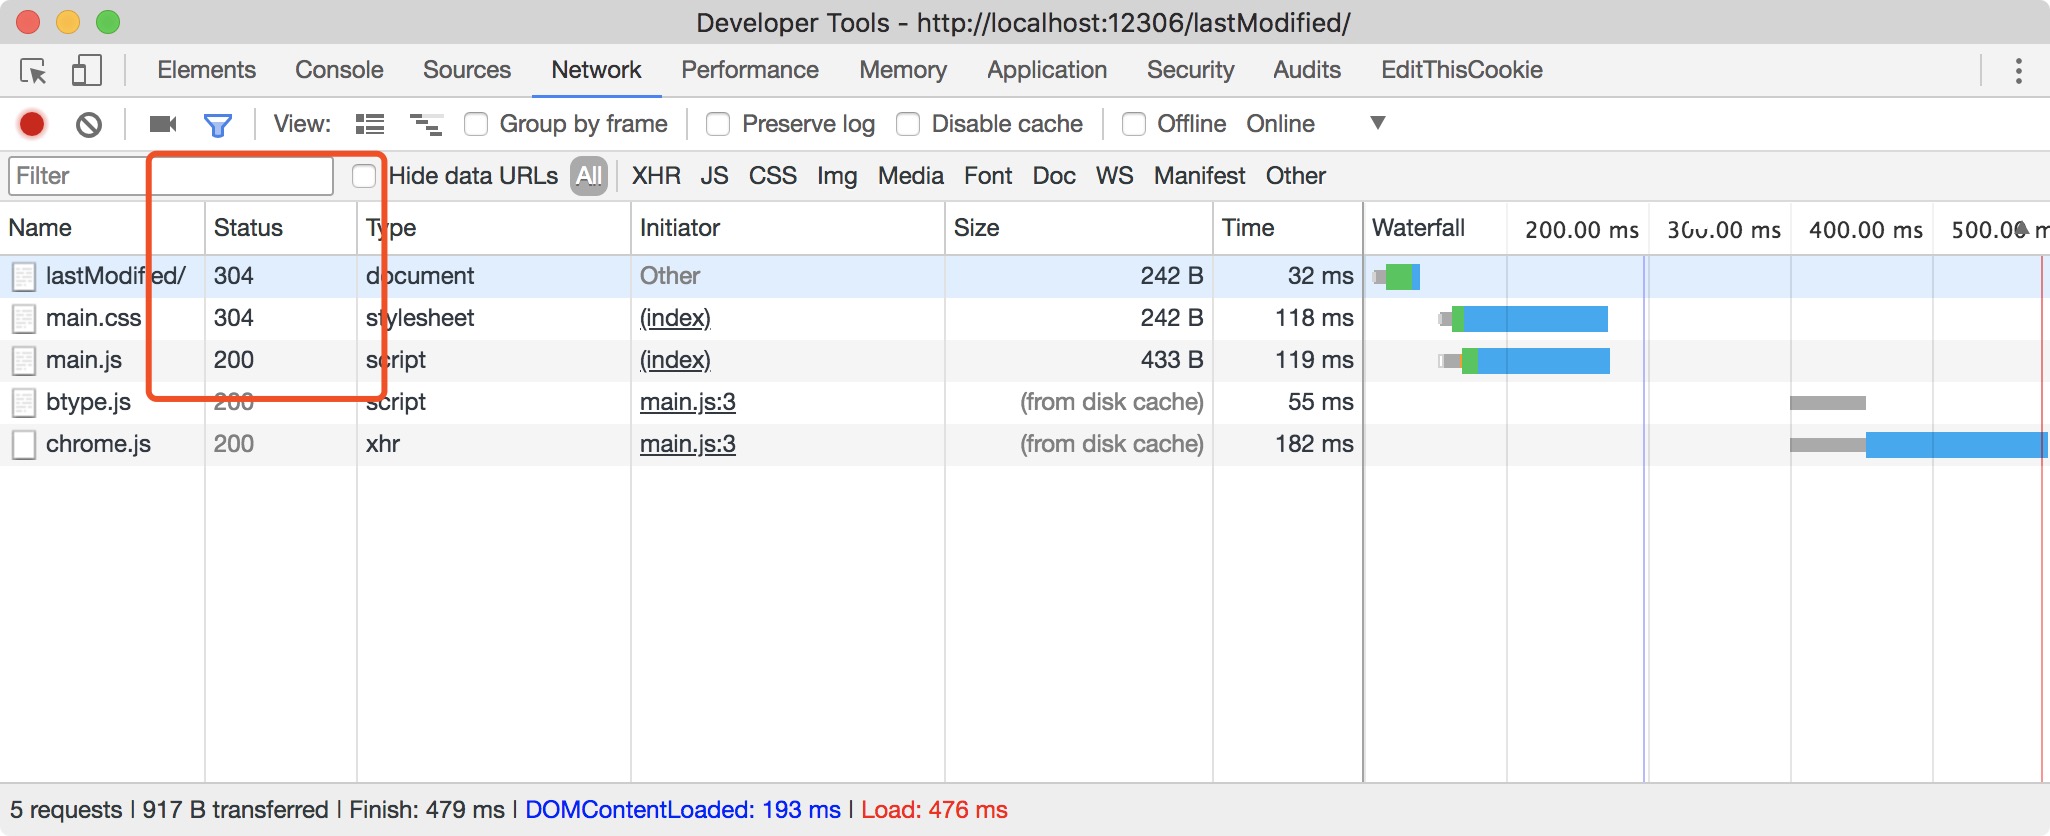 Developer Tools - http://localhost:12306/lastModified/
Elements Console Sources Network Performance Memory Application Security Audits EditThisCookie
View: Group by frame Preserve log Disable cache Offline Online
Filter Hide data URLs All XHR JS CSS Img Media Font Doc WS Manifest Other
Name Status Type Initiator Size Time Waterfall 200.00 ms 300.00 ms 400.00 ms 500.00 m
lastModified/ 304 document Other 242 B 32 ms
main.css 304 stylesheet (index) 242 B 118 ms
main.js 200 script (index) 433 B 119 ms
btype.js 200 script main.js:3 (from disk cache) 55 ms
chrome.js 200 xhr main.js:3 (from disk cache) 182 ms
5 requests | 917 B transferred | Finish: 479 ms | DOMContentLoaded: 193 ms | Load: 476 ms